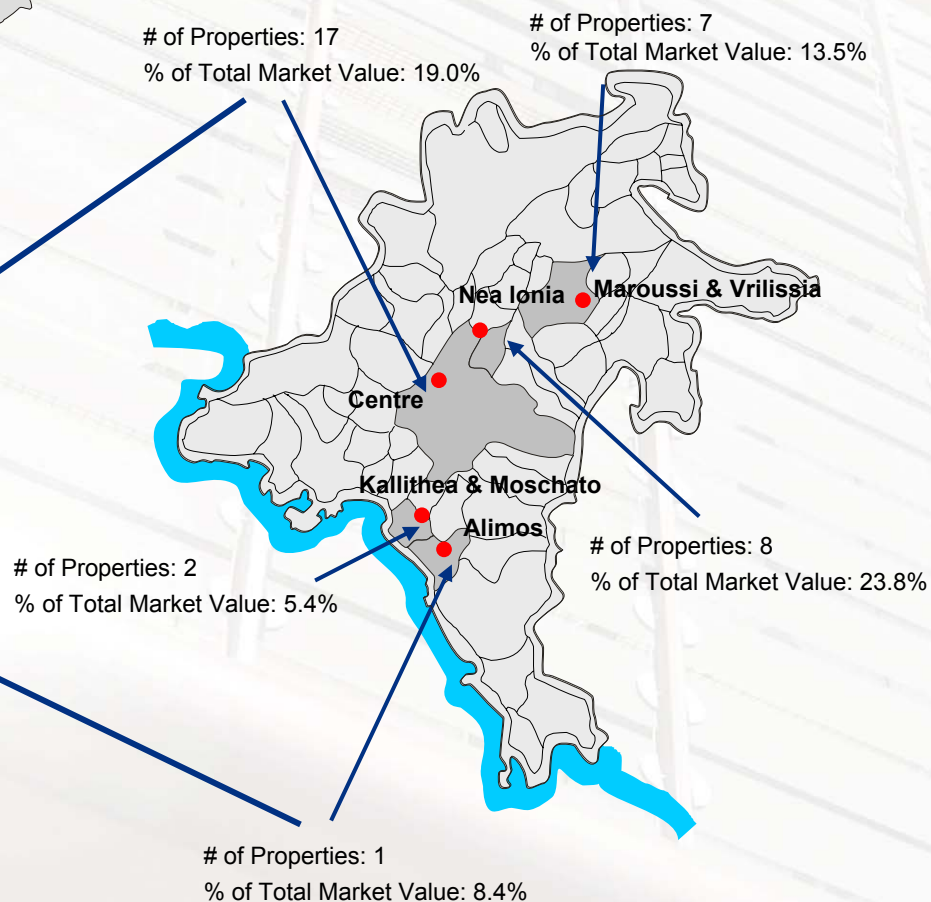 # of Properties: 17
% of Total Market Value: 19.0%
# of Properties: 7
% of Total Market Value: 13.5%
Nea Ionia
Maroussi & Vrilissia
Centre
Kallithea & Moschato
Alimos
# of Properties: 2
% of Total Market Value: 5.4%
# of Properties: 8
% of Total Market Value: 23.8%
# of Properties: 1
% of Total Market Value: 8.4%